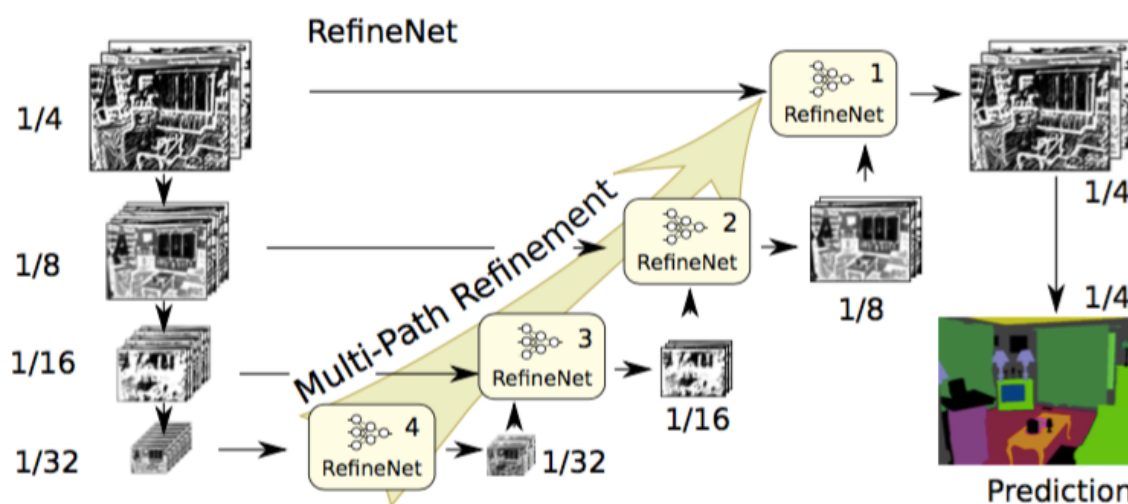 RefineNet
1/4
1
RefineNet
1/4
1/8
Multi-Path Refinement
2
RefineNet
1/8
1/4
1/16
3
RefineNet
1/16
1/32
4
RefineNet
1/32
Prediction